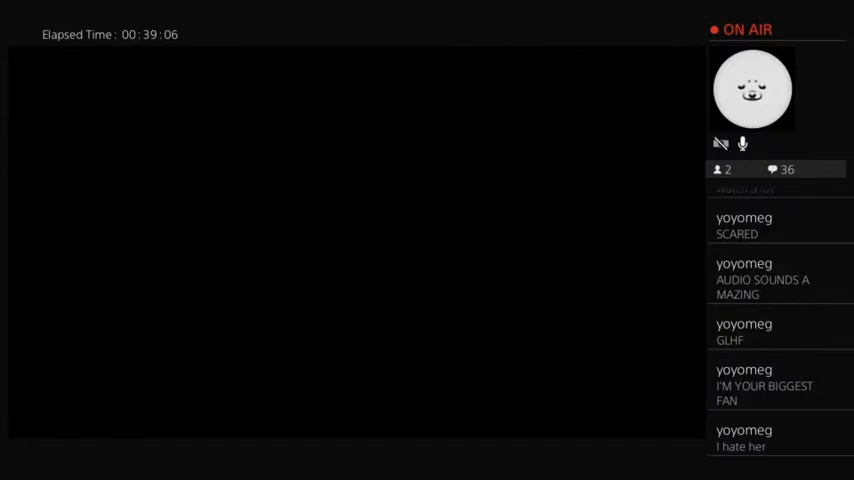 Elapsed Time: 00:39:06
ON AIR
2 36
yoyomeg
SCARED
yoyomeg
AUDIO SOUNDS A
MAZING
yoyomeg
GLHF
yoyomeg
I'M YOUR BIGGEST
FAN
yoyomeg
I hate her